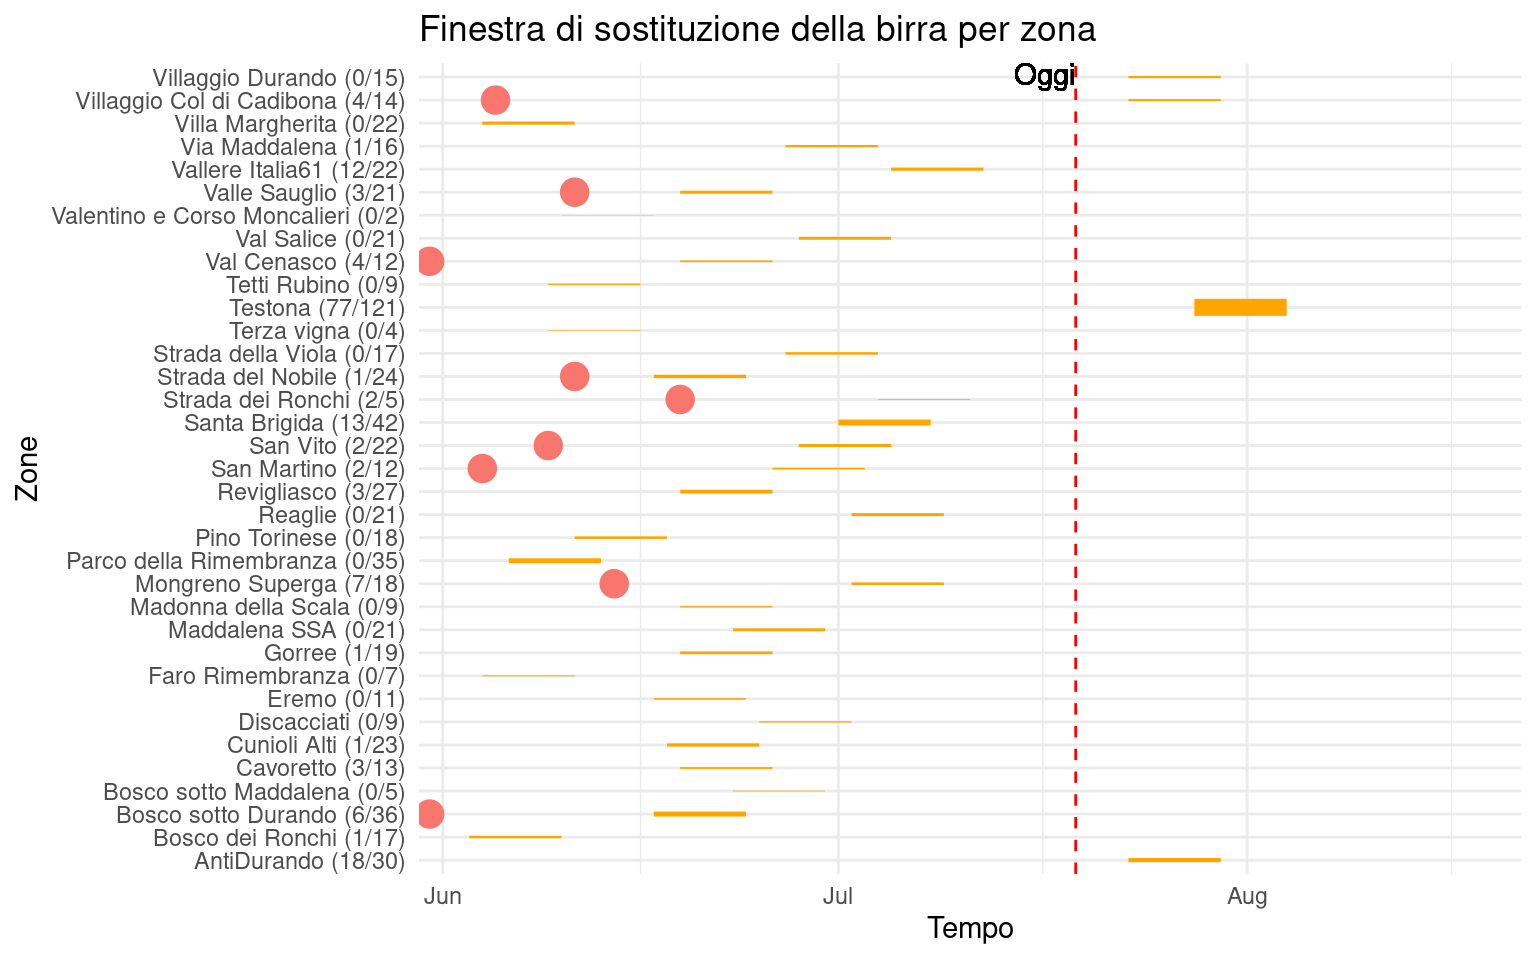 Finestra di sostituzione della birra per zona
Oggi
Villaggio Durando (0/15)
Villaggio Col di Cadibona (4/14)
Villa Margherita (0/22)
Via Maddalena (1/16)
Vallere Italia61 (12/22)
Valle Sauglio (3/21)
Valentino e Corso Moncalieri (0/2)
Val Salice (0/21)
Val Cenasco (4/12)
Tetti Rubino (0/9)
Testona (77/121)
Terza vigna (0/4)
Strada della Viola (0/17)
Strada del Nobile (1/24)
Strada dei Ronchi (2/5)
Santa Brigida (13/42)
San Vito (2/22)
San Martino (2/12)
Revigliasco (3/27)
Reaglie (0/21)
Pino Torinese (0/18)
Parco della Rimembranza (0/35)
Mongreno Superga (7/18)
Madonna della Scala (0/9)
Maddalena SSA (0/21)
Gorree (1/19)
Faro Rimembranza (0/7)
Eremo (0/11)
Discacciati (0/9)
Cunioli Alti (1/23)
Cavoretto (3/13)
Bosco sotto Maddalena (0/5)
Bosco sotto Durando (6/36)
Bosco dei Ronchi (1/17)
AntiDurando (18/30)
Zone
Jun Jul Aug
Tempo